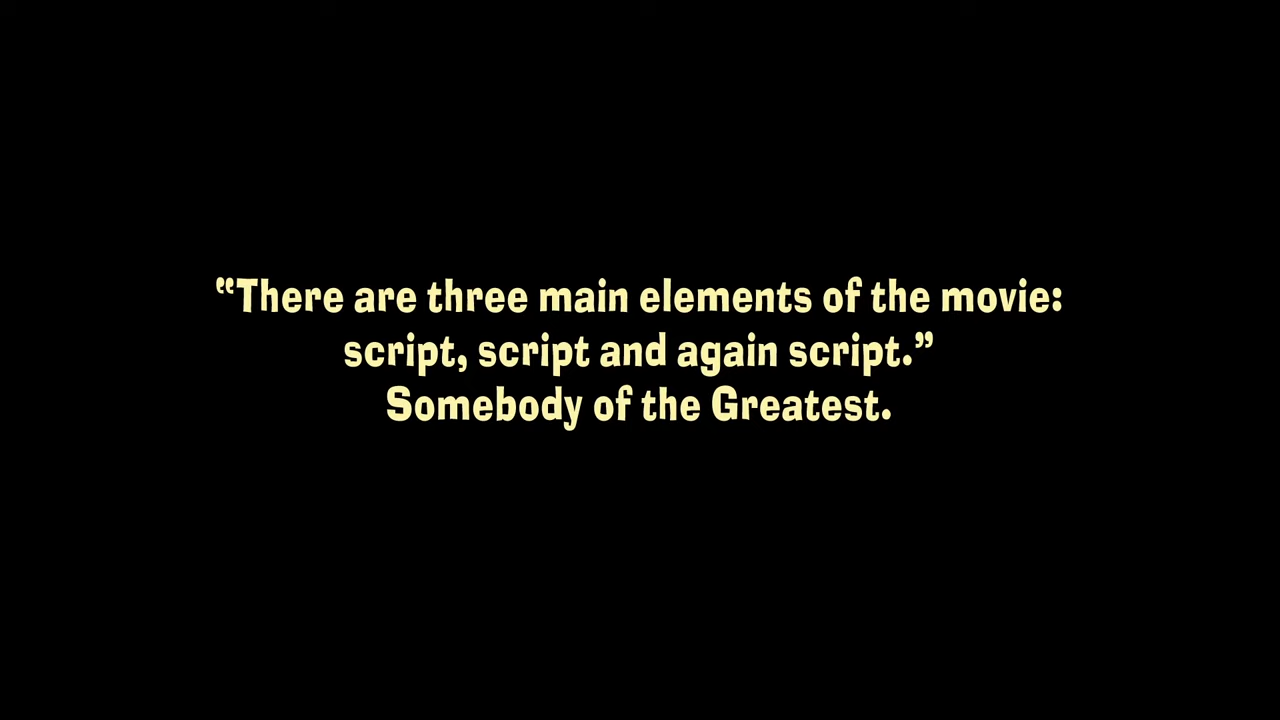 “There are three main elements of the movie:
script, script and again script.”
Somebody of the Greatest.